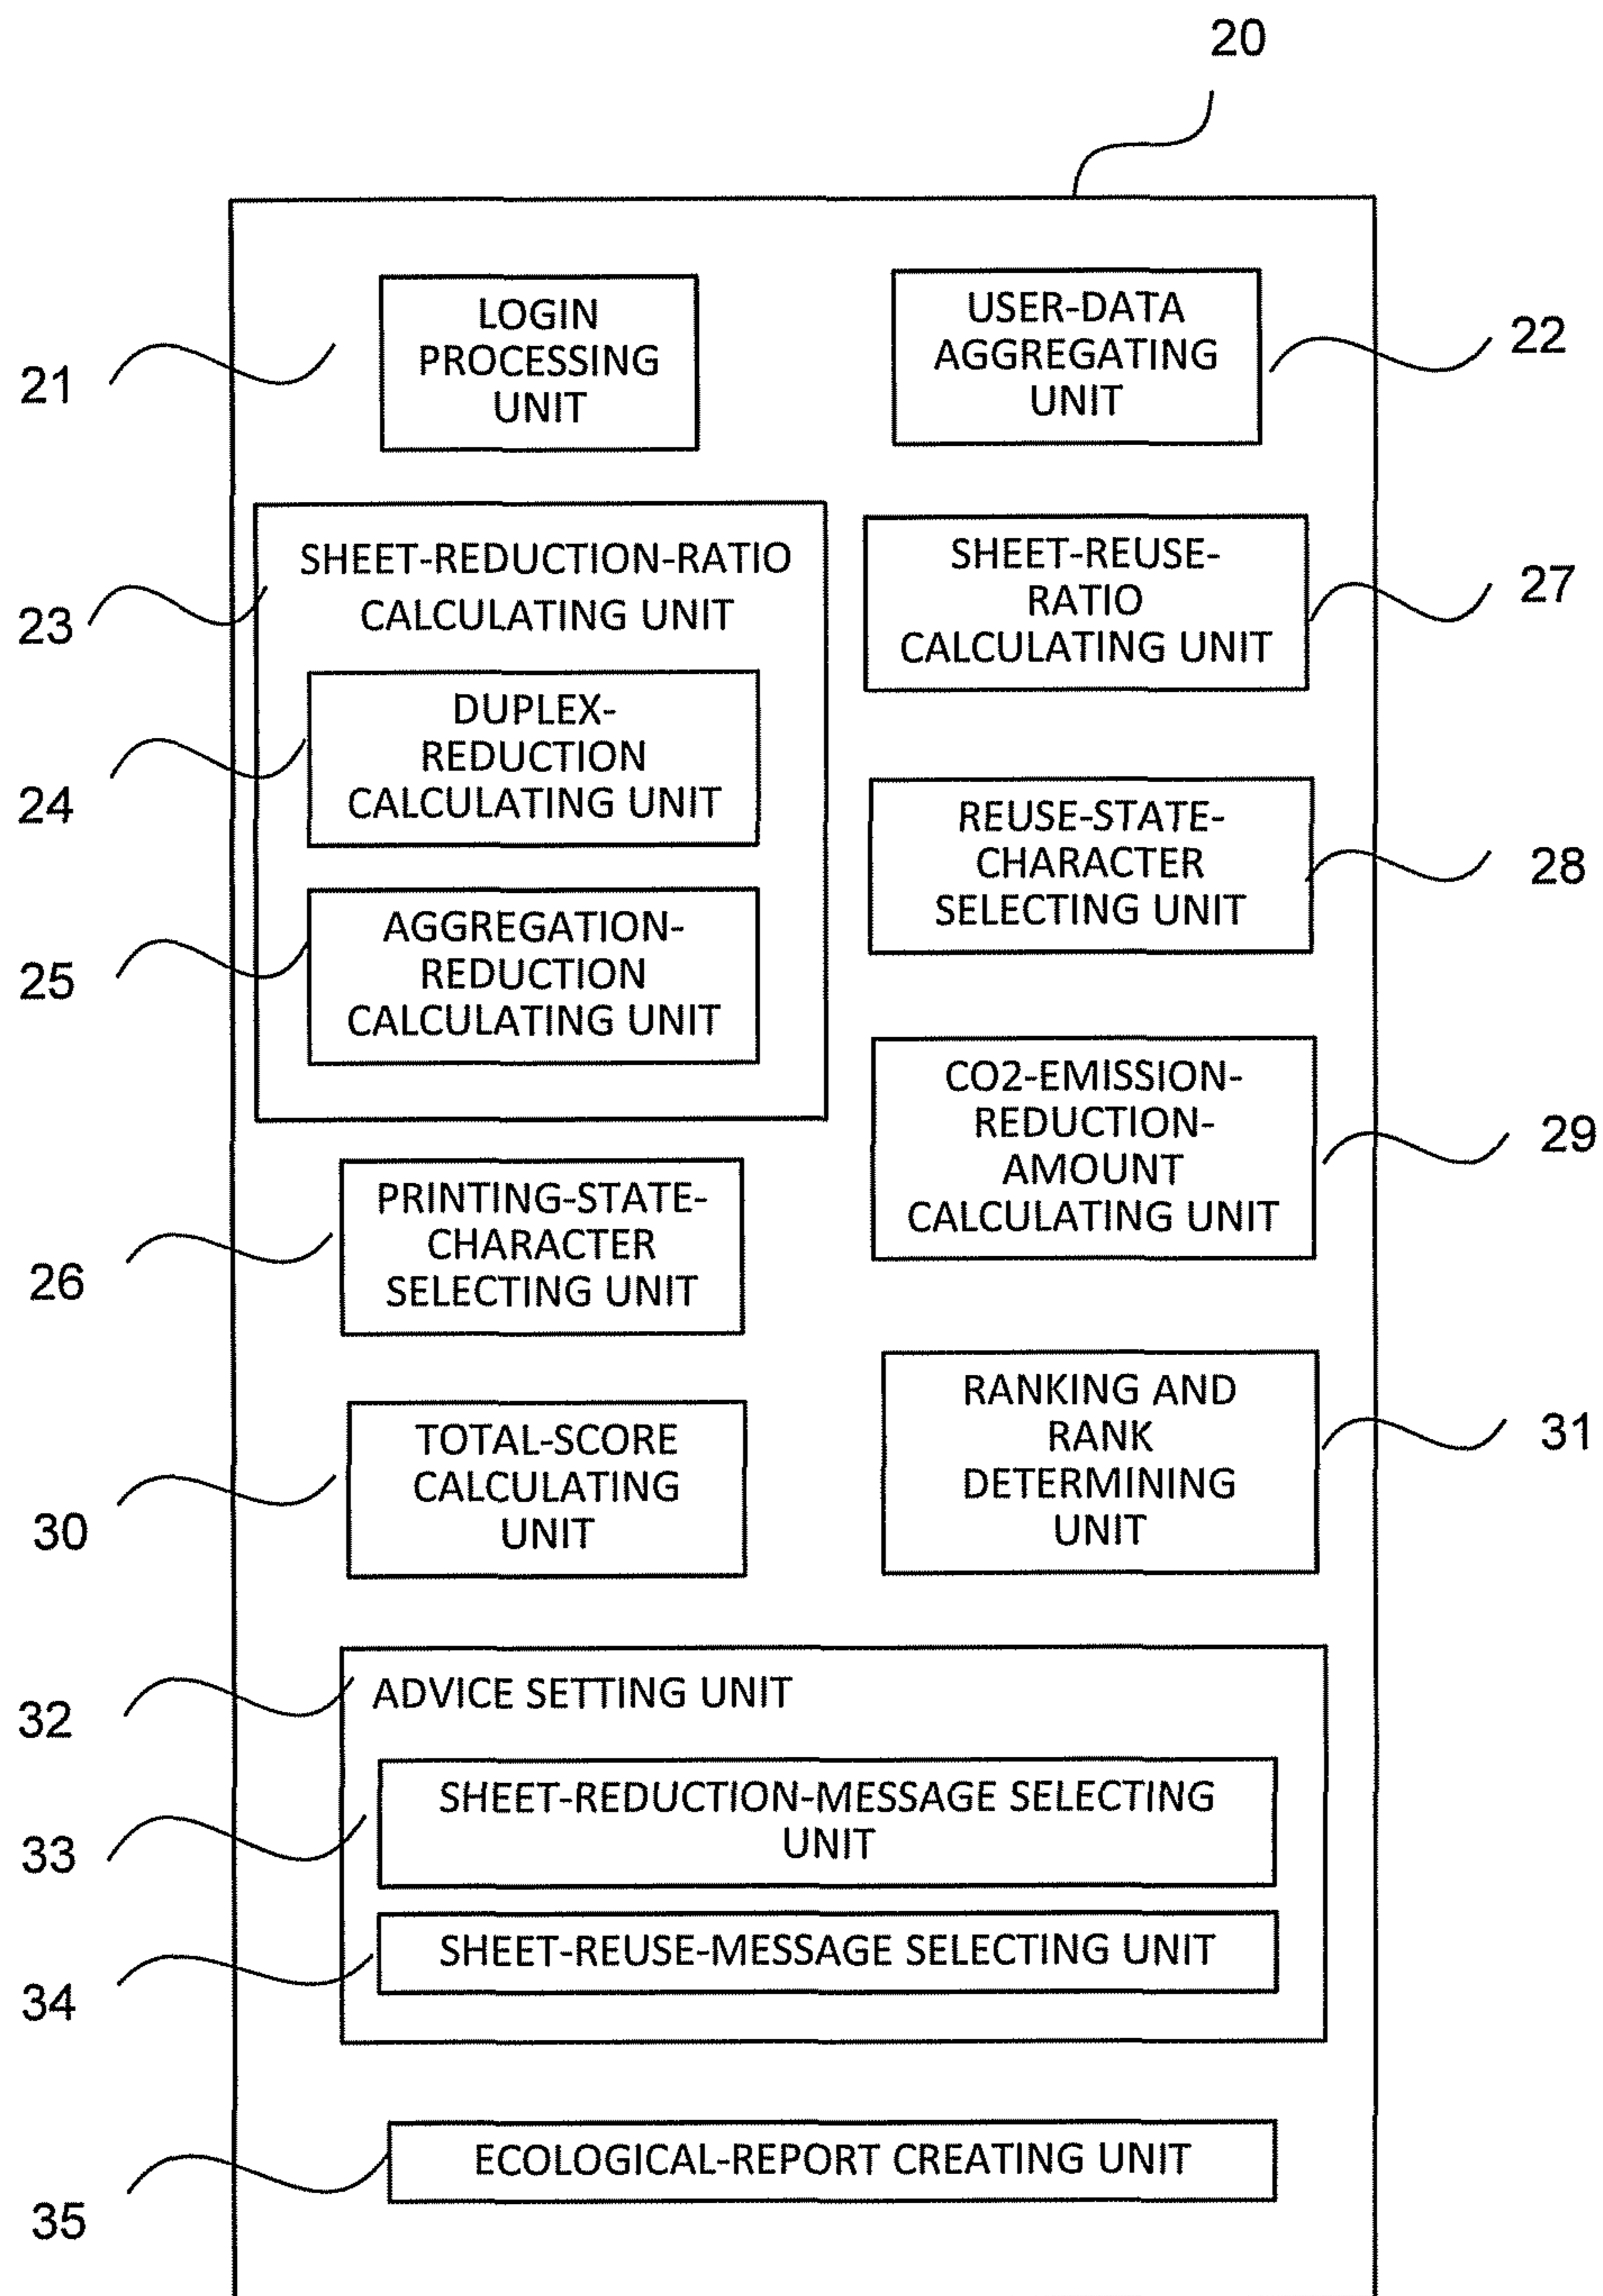 20
LOGIN
PROCESSING
UNIT
21
USER-DATA
AGGREGATING
UNIT
22
SHEET-REDUCTION-RATIO
CALCULATING UNIT
23
DUPLEX-
REDUCTION
CALCULATING UNIT
24
AGGREGATION-
REDUCTION
CALCULATING UNIT
25
SHEET-REUSE-
RATIO
CALCULATING UNIT
27
REUSE-STATE-
CHARACTER
SELECTING UNIT
28
CO2-EMISSION-
REDUCTION-
AMOUNT
CALCULATING UNIT
29
PRINTING-STATE-
CHARACTER
SELECTING UNIT
26
TOTAL-SCORE
CALCULATING
UNIT
30
RANKING AND
RANK
DETERMINING
UNIT
31
ADVICE SETTING UNIT
32
SHEET-REDUCTION-MESSAGE SELECTING
UNIT
33
SHEET-REUSE-MESSAGE SELECTING UNIT
34
ECOLOGICAL-REPORT CREATING UNIT
35